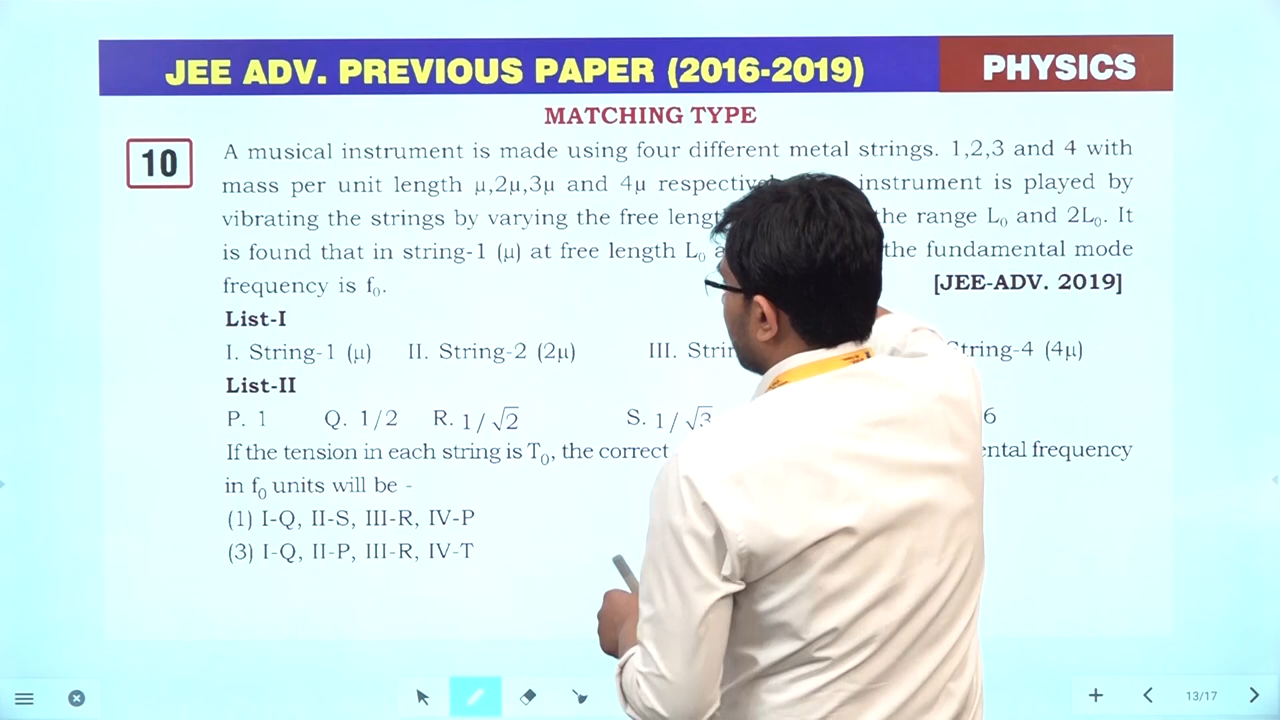 JEE ADV. PREVIOUS PAPER (2016-2019) PHYSICS
MATCHING TYPE
10 A musical instrument is made using four different metal strings. 1,2,3 and 4 with
mass per unit length μ,2μ,3μ and 4μ instrument is played by
vibrating the strings by varying the free the range L₀ and 2L₀. It
is found that in string-1 (μ) at free length L₀ the fundamental mode
frequency is f₀. [JEE-ADV. 2019]
List-I
I. String-1 (μ) II. String-2 (2μ) III. String-4 (4μ)
List-II
P. 1 Q. 1/2 R. 1/√2 S. 1/√3 6
If the tension in each string is T₀, the correct frequency
in f₀ units will be -
(1) I-Q, II-S, III-R, IV-P
(3) I-Q, II-P, III-R, IV-T
13/17